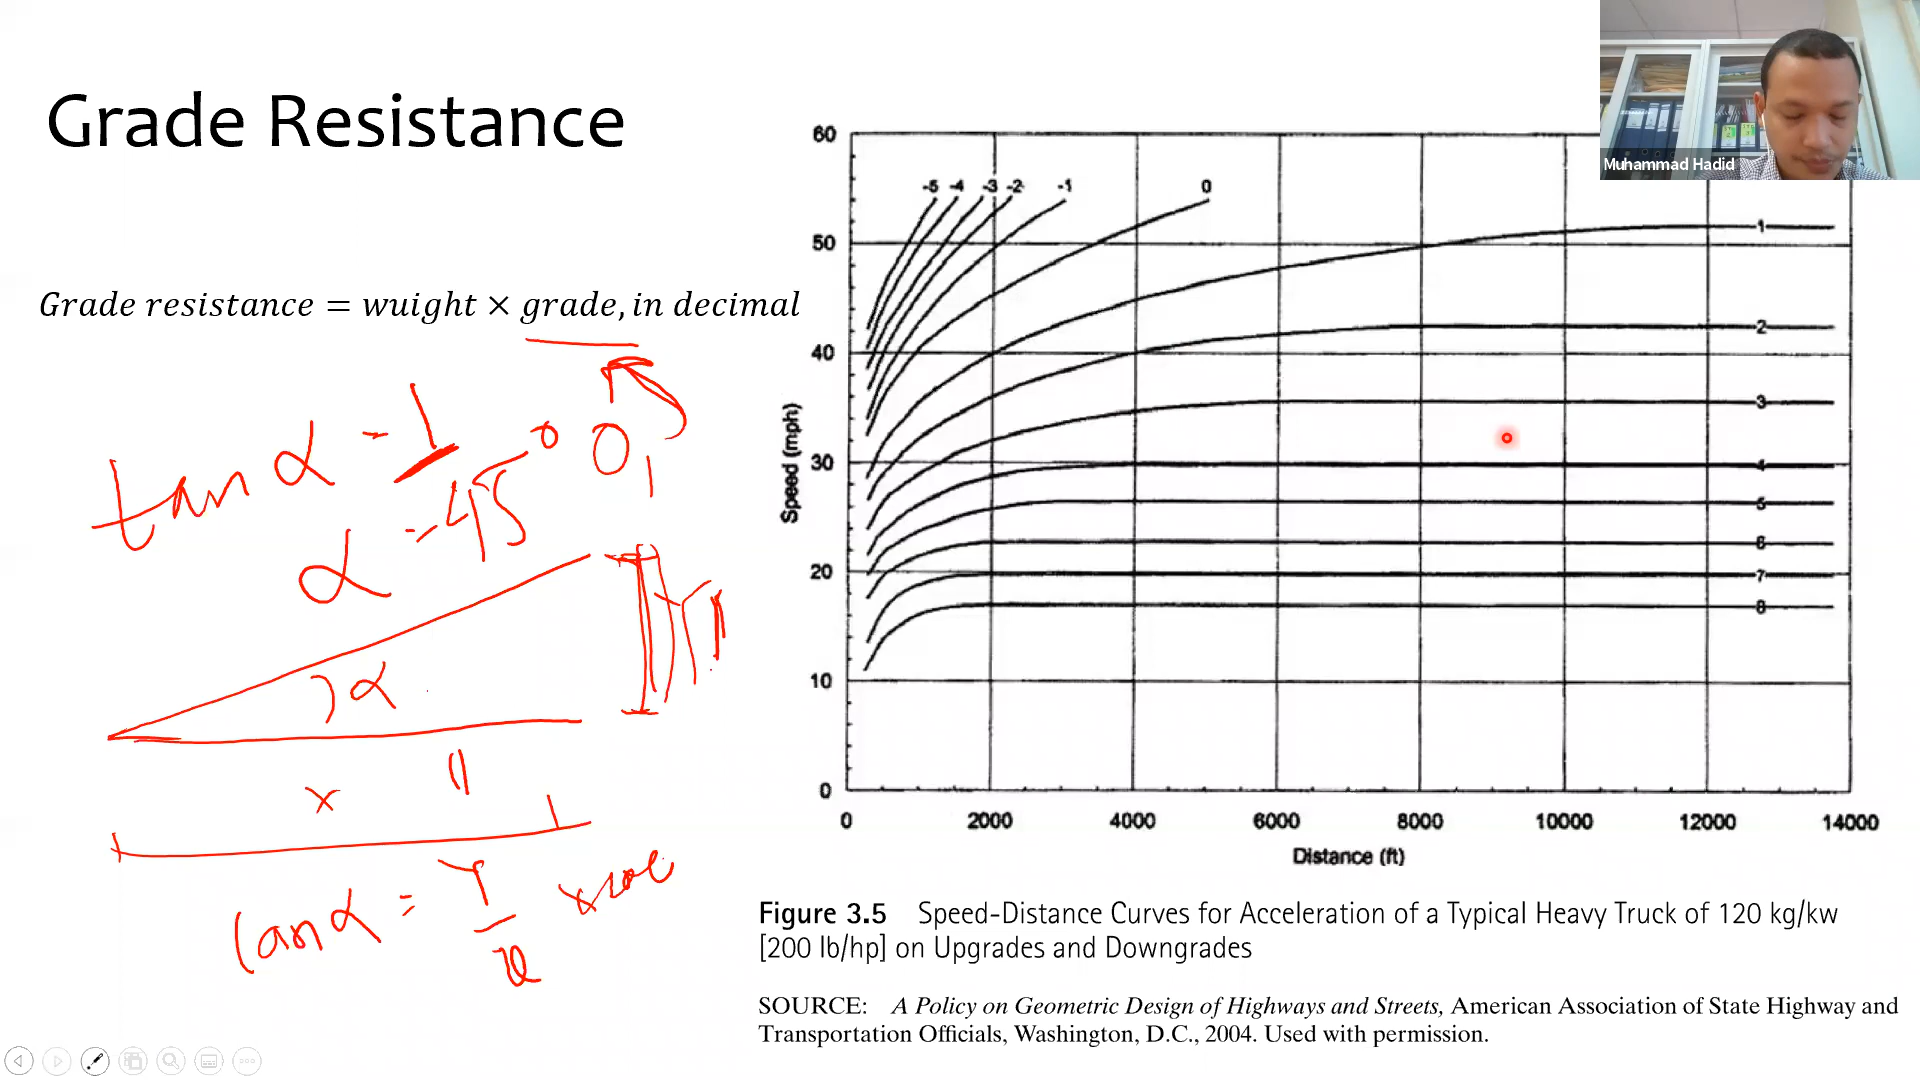 Grade Resistance
Muhammad Hadid
Grade resistance = wuight × grade, in decimal
tan α = 1
α = 45° 0,1
α
x
tan α = Y
x
60
50
40
30
20
10
0
Speed (mph)
-5 -4 -3 -2 -1 0
1
2
3
4
5
6
7
8
0 2000 4000 6000 8000 10000 12000 14000
Distance (ft)
Figure 3.5 Speed-Distance Curves for Acceleration of a Typical Heavy Truck of 120 kg/kw
[200 lb/hp] on Upgrades and Downgrades
SOURCE: A Policy on Geometric Design of Highways and Streets, American Association of State Highway and
Transportation Officials, Washington, D.C., 2004. Used with permission.